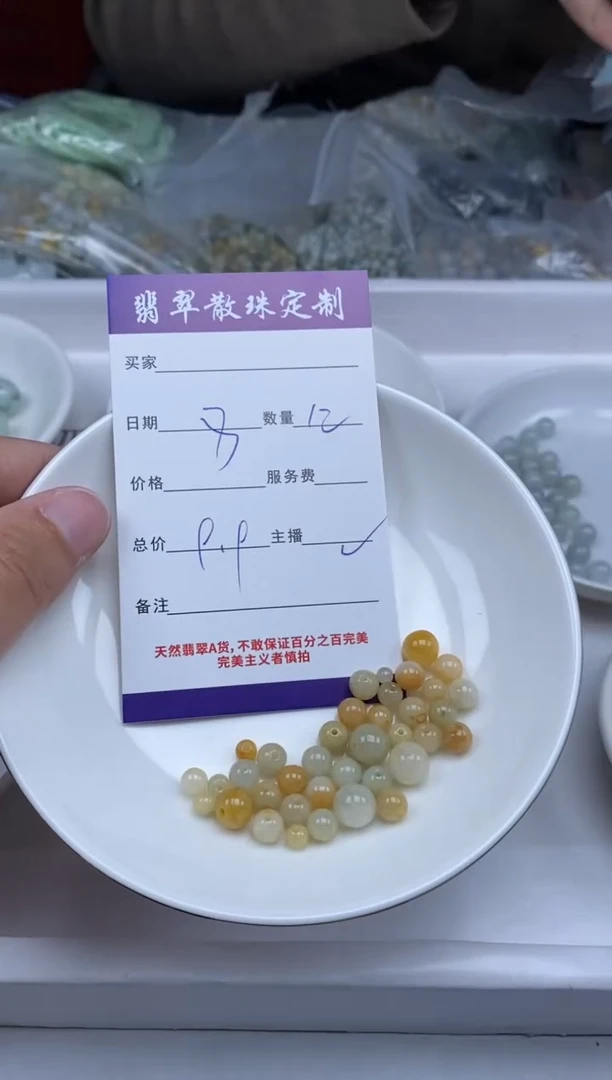 翡翠散珠定制
买家
日期 数量 12
价格 服务费
总价 9.9 主播 ✓
备注
天然翡翠A货,不敢保证百分之百完美
完美主义者慎拍